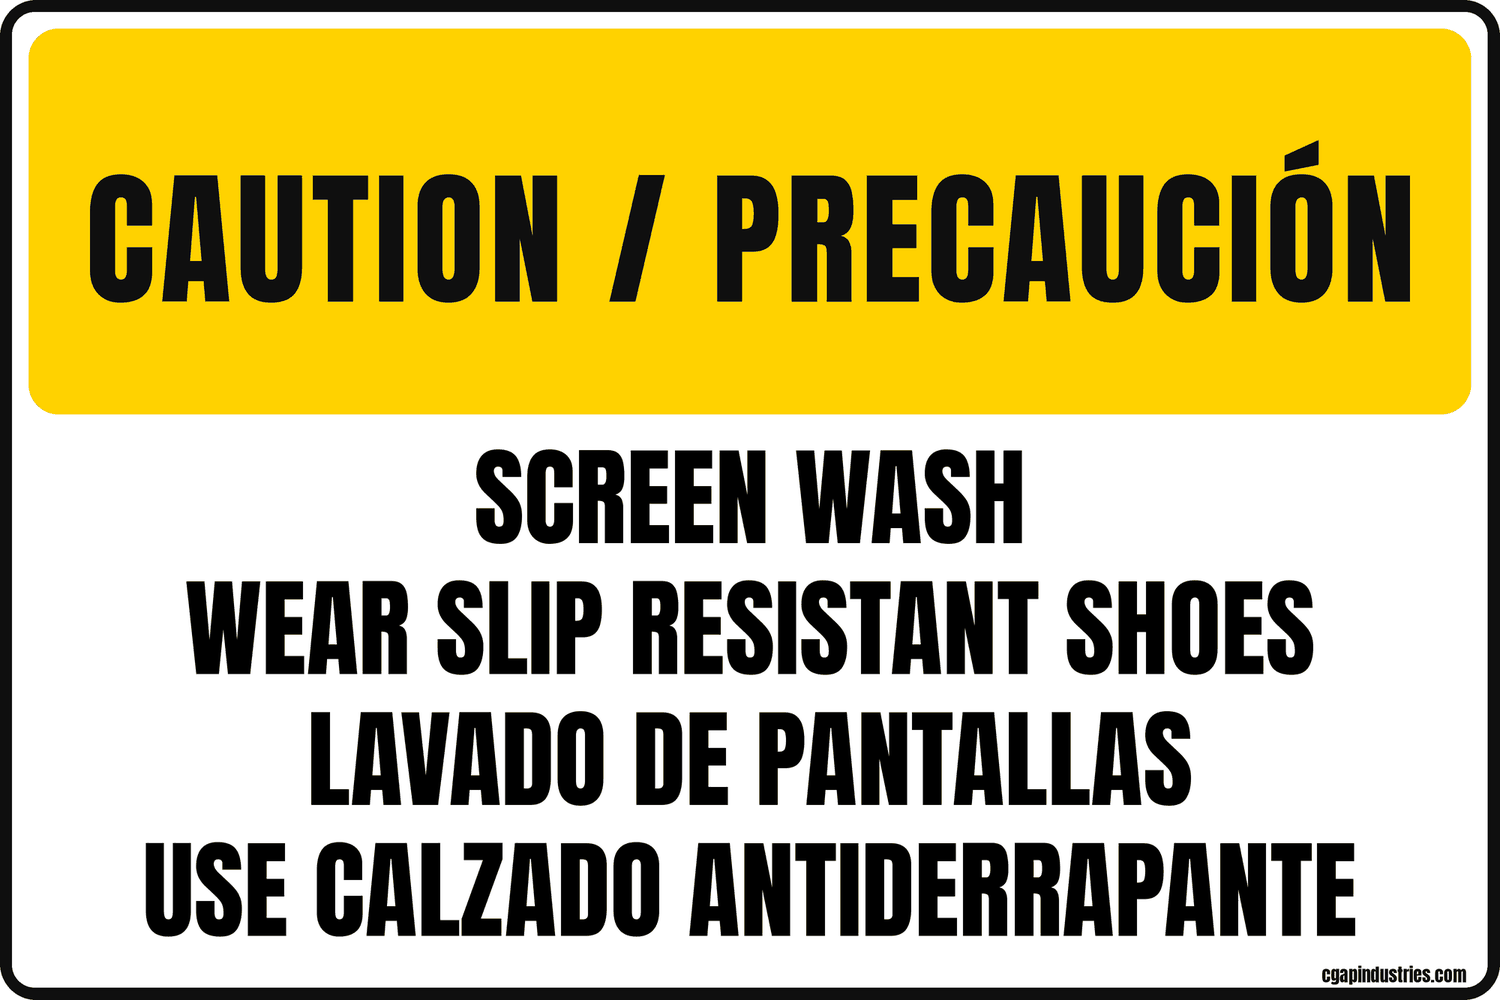 CAUTION / PRECAUCIÓN
SCREEN WASH
WEAR SLIP RESISTANT SHOES
LAVADO DE PANTALLAS
USE CALZADO ANTIDERRAPANTE
cgapindustries.com